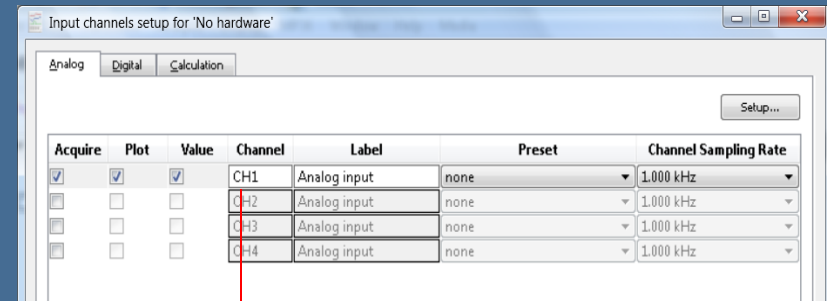 Input channels setup for 'No hardware'
Analog Digital Calculation
Setup...
Acquire Plot Value Channel Label Preset Channel Sampling Rate
CH1 Analog input none 1.000 kHz
CH2 Analog input none 1.000 kHz
CH3 Analog input none 1.000 kHz
CH4 Analog input none 1.000 kHz